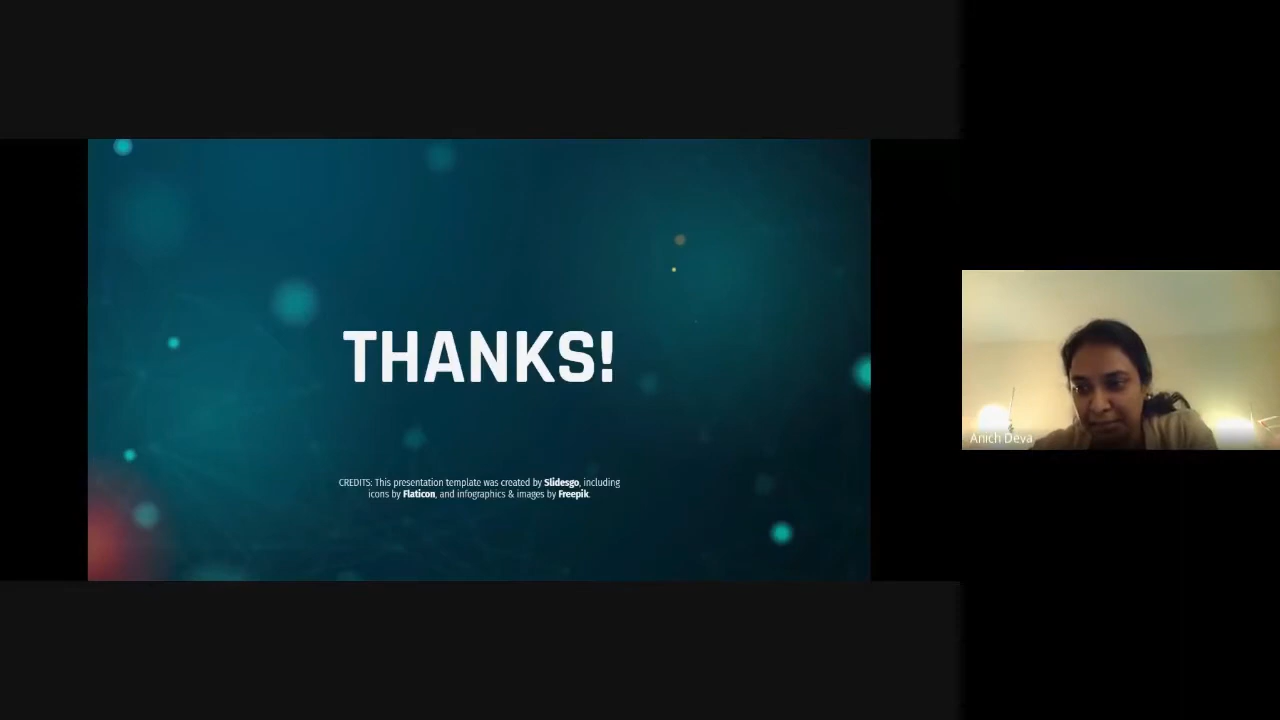 THANKS!
CREDITS: This presentation template was created by Slidesgo, including
icons by Flaticon, and infographics & images by Freepik.
Anich Deva